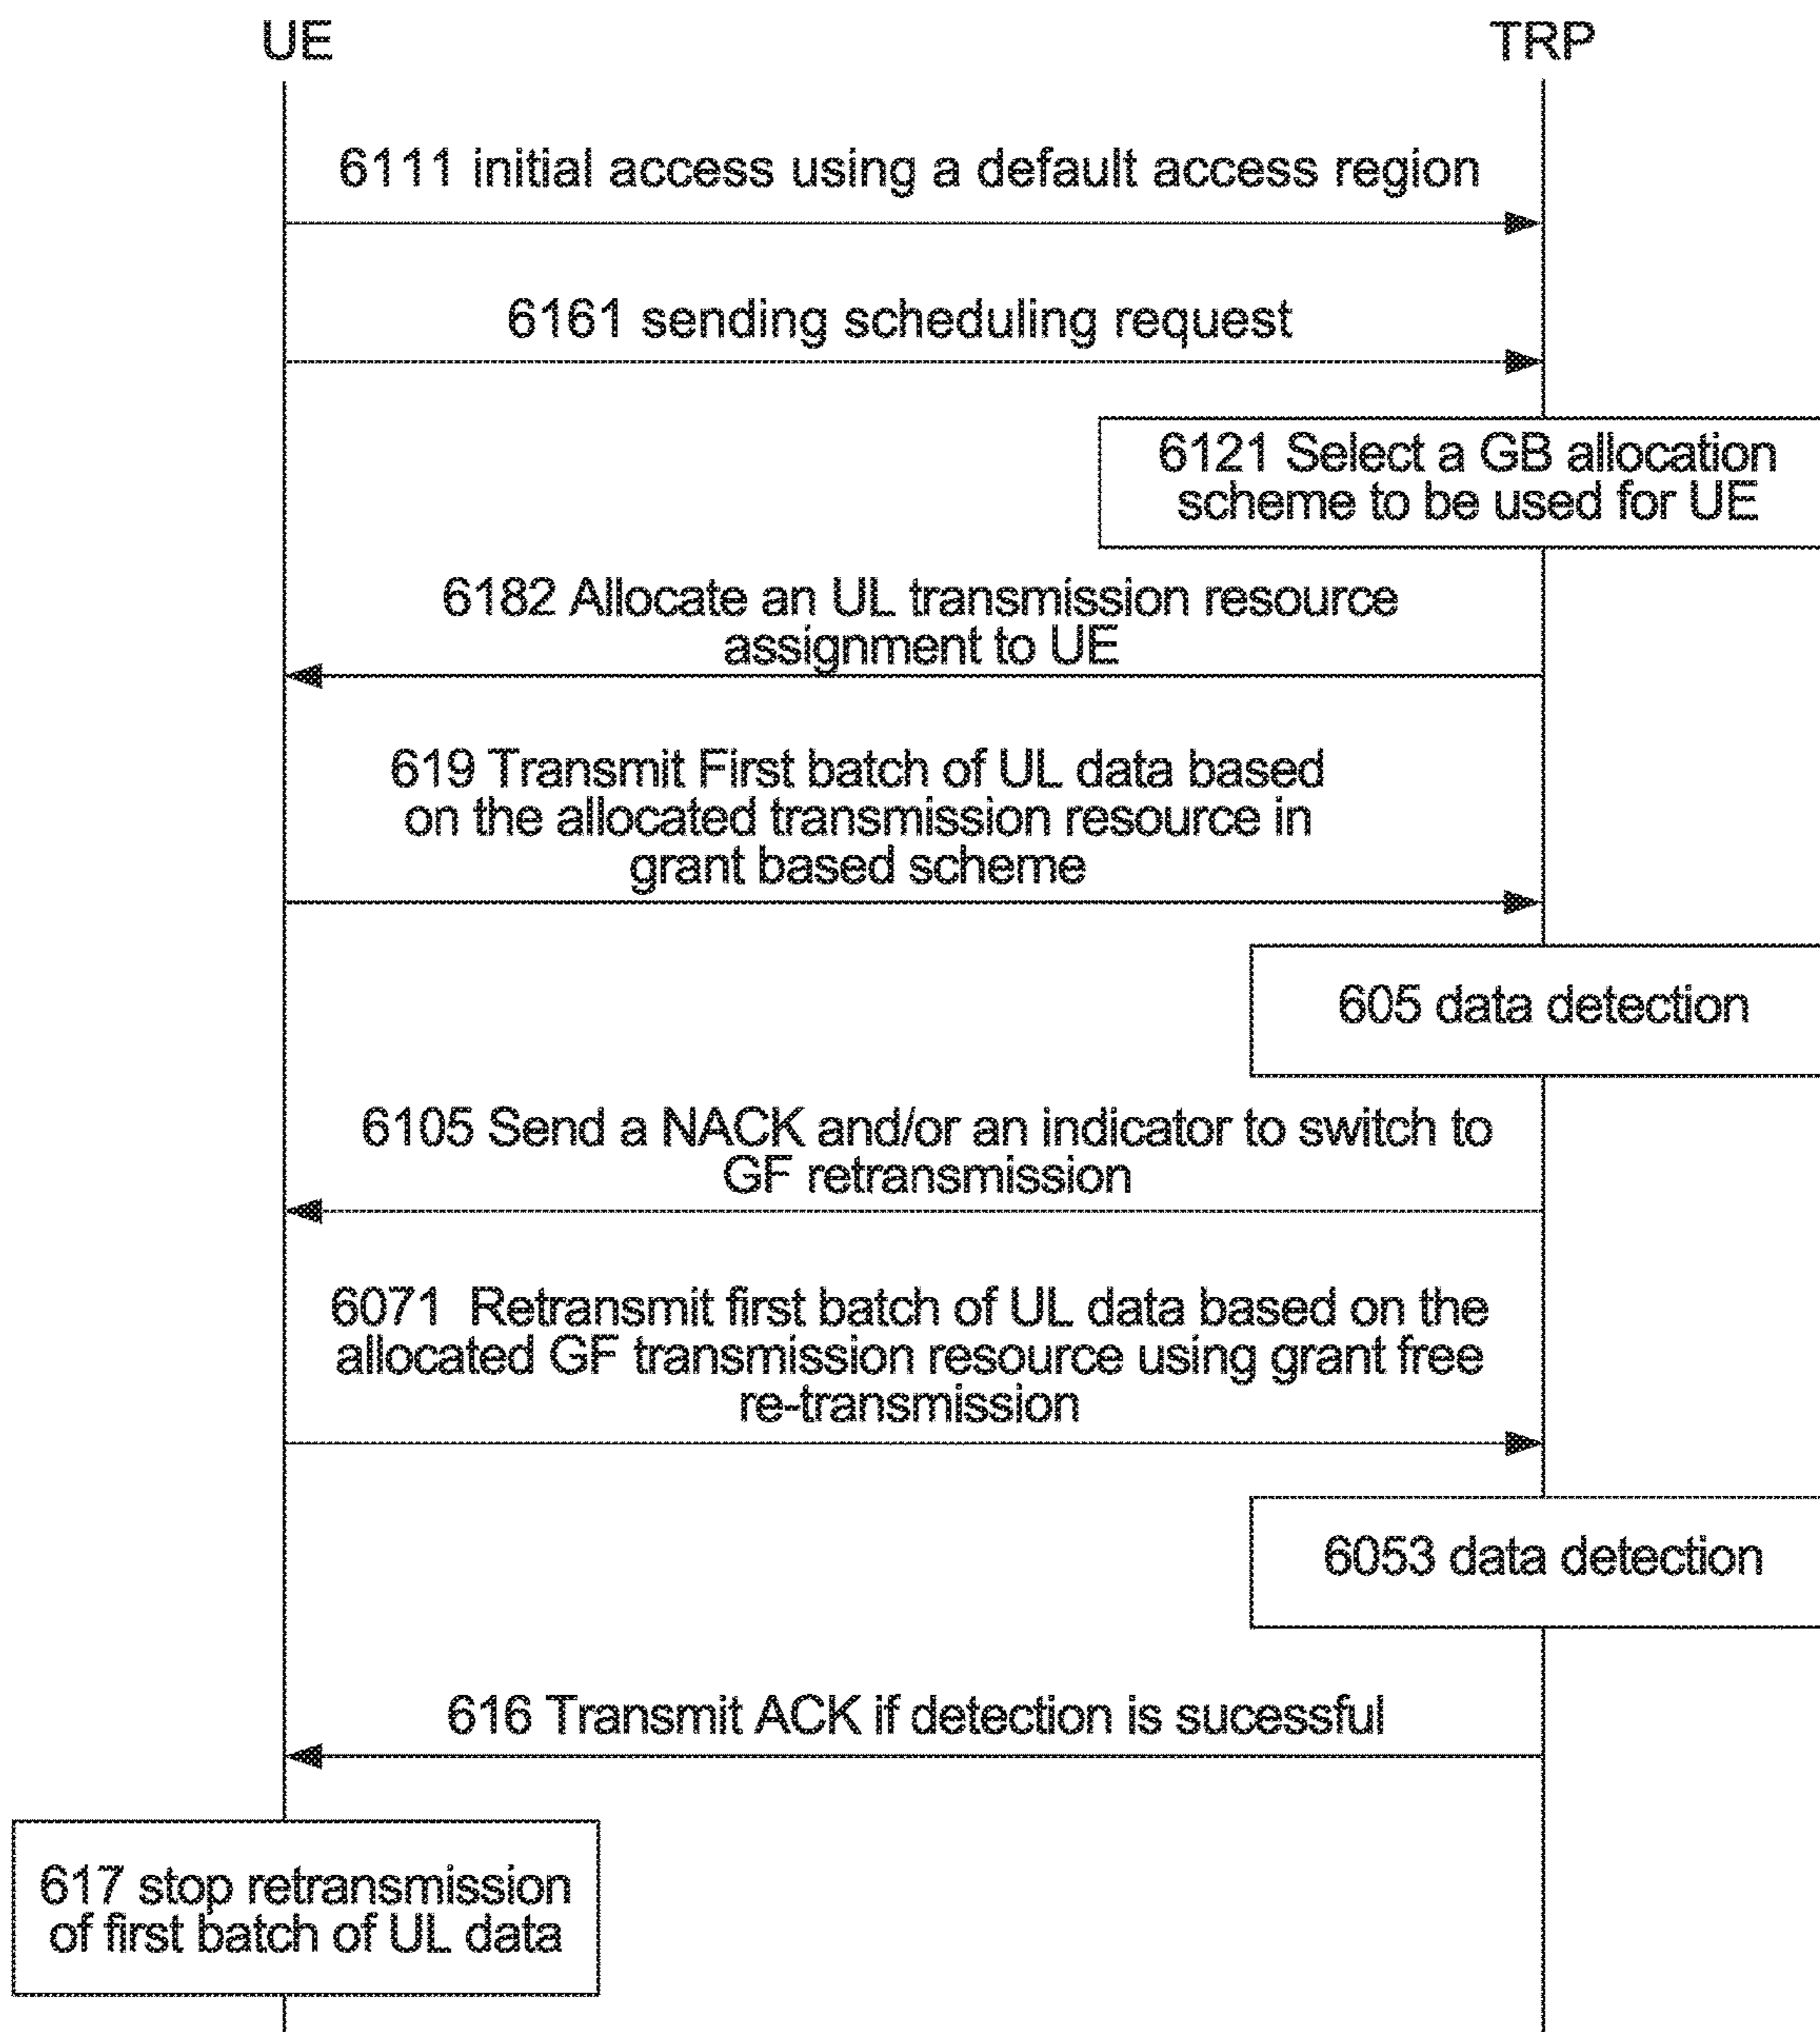 UE
TRP
6111 initial access using a default access region
6161 sending scheduling request
6121 Select a GB allocation
scheme to be used for UE
6182 Allocate an UL transmission resource
assignment to UE
619 Transmit First batch of UL data based
on the allocated transmission resource in
grant based scheme
605 data detection
6105 Send a NACK and/or an indicator to switch to
GF retransmission
6071 Retransmit first batch of UL data based on the
allocated GF transmission resource using grant free
re-transmission
6053 data detection
616 Transmit ACK if detection is sucessful
617 stop retransmission
of first batch of UL data